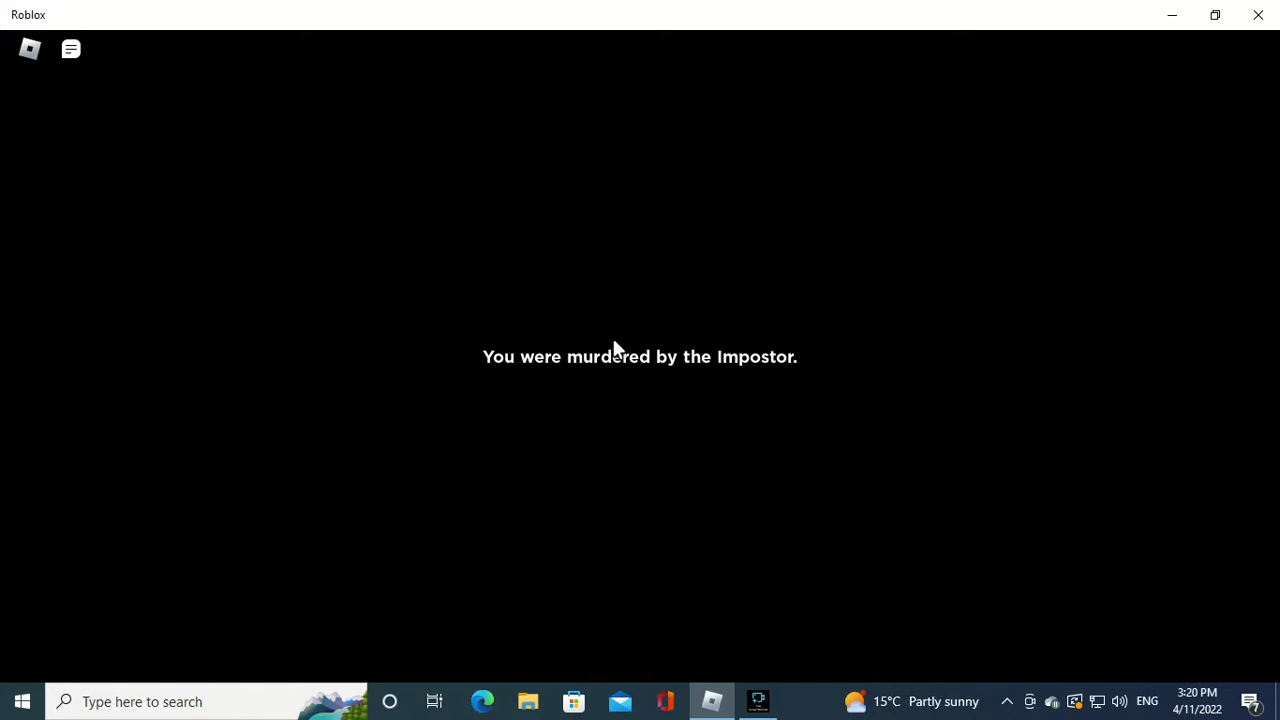 Roblox
You were murdered by the Impostor.
Type here to search
15°C Partly sunny
ENG
3:20 PM
4/11/2022
7